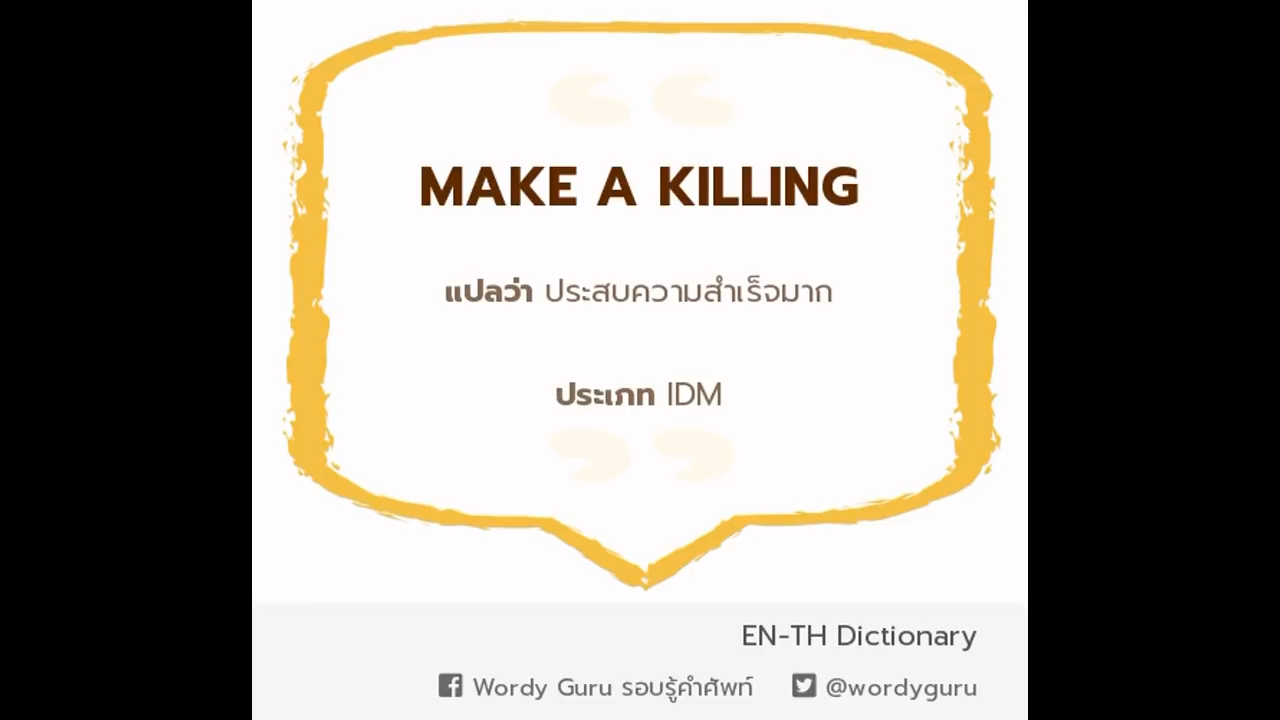 MAKE A KILLING
แปลว่า ประสบความสำเร็จมาก
ประเภท IDM
EN-TH Dictionary
Wordy Guru รอบรู้คำศัพท์ @wordyguru